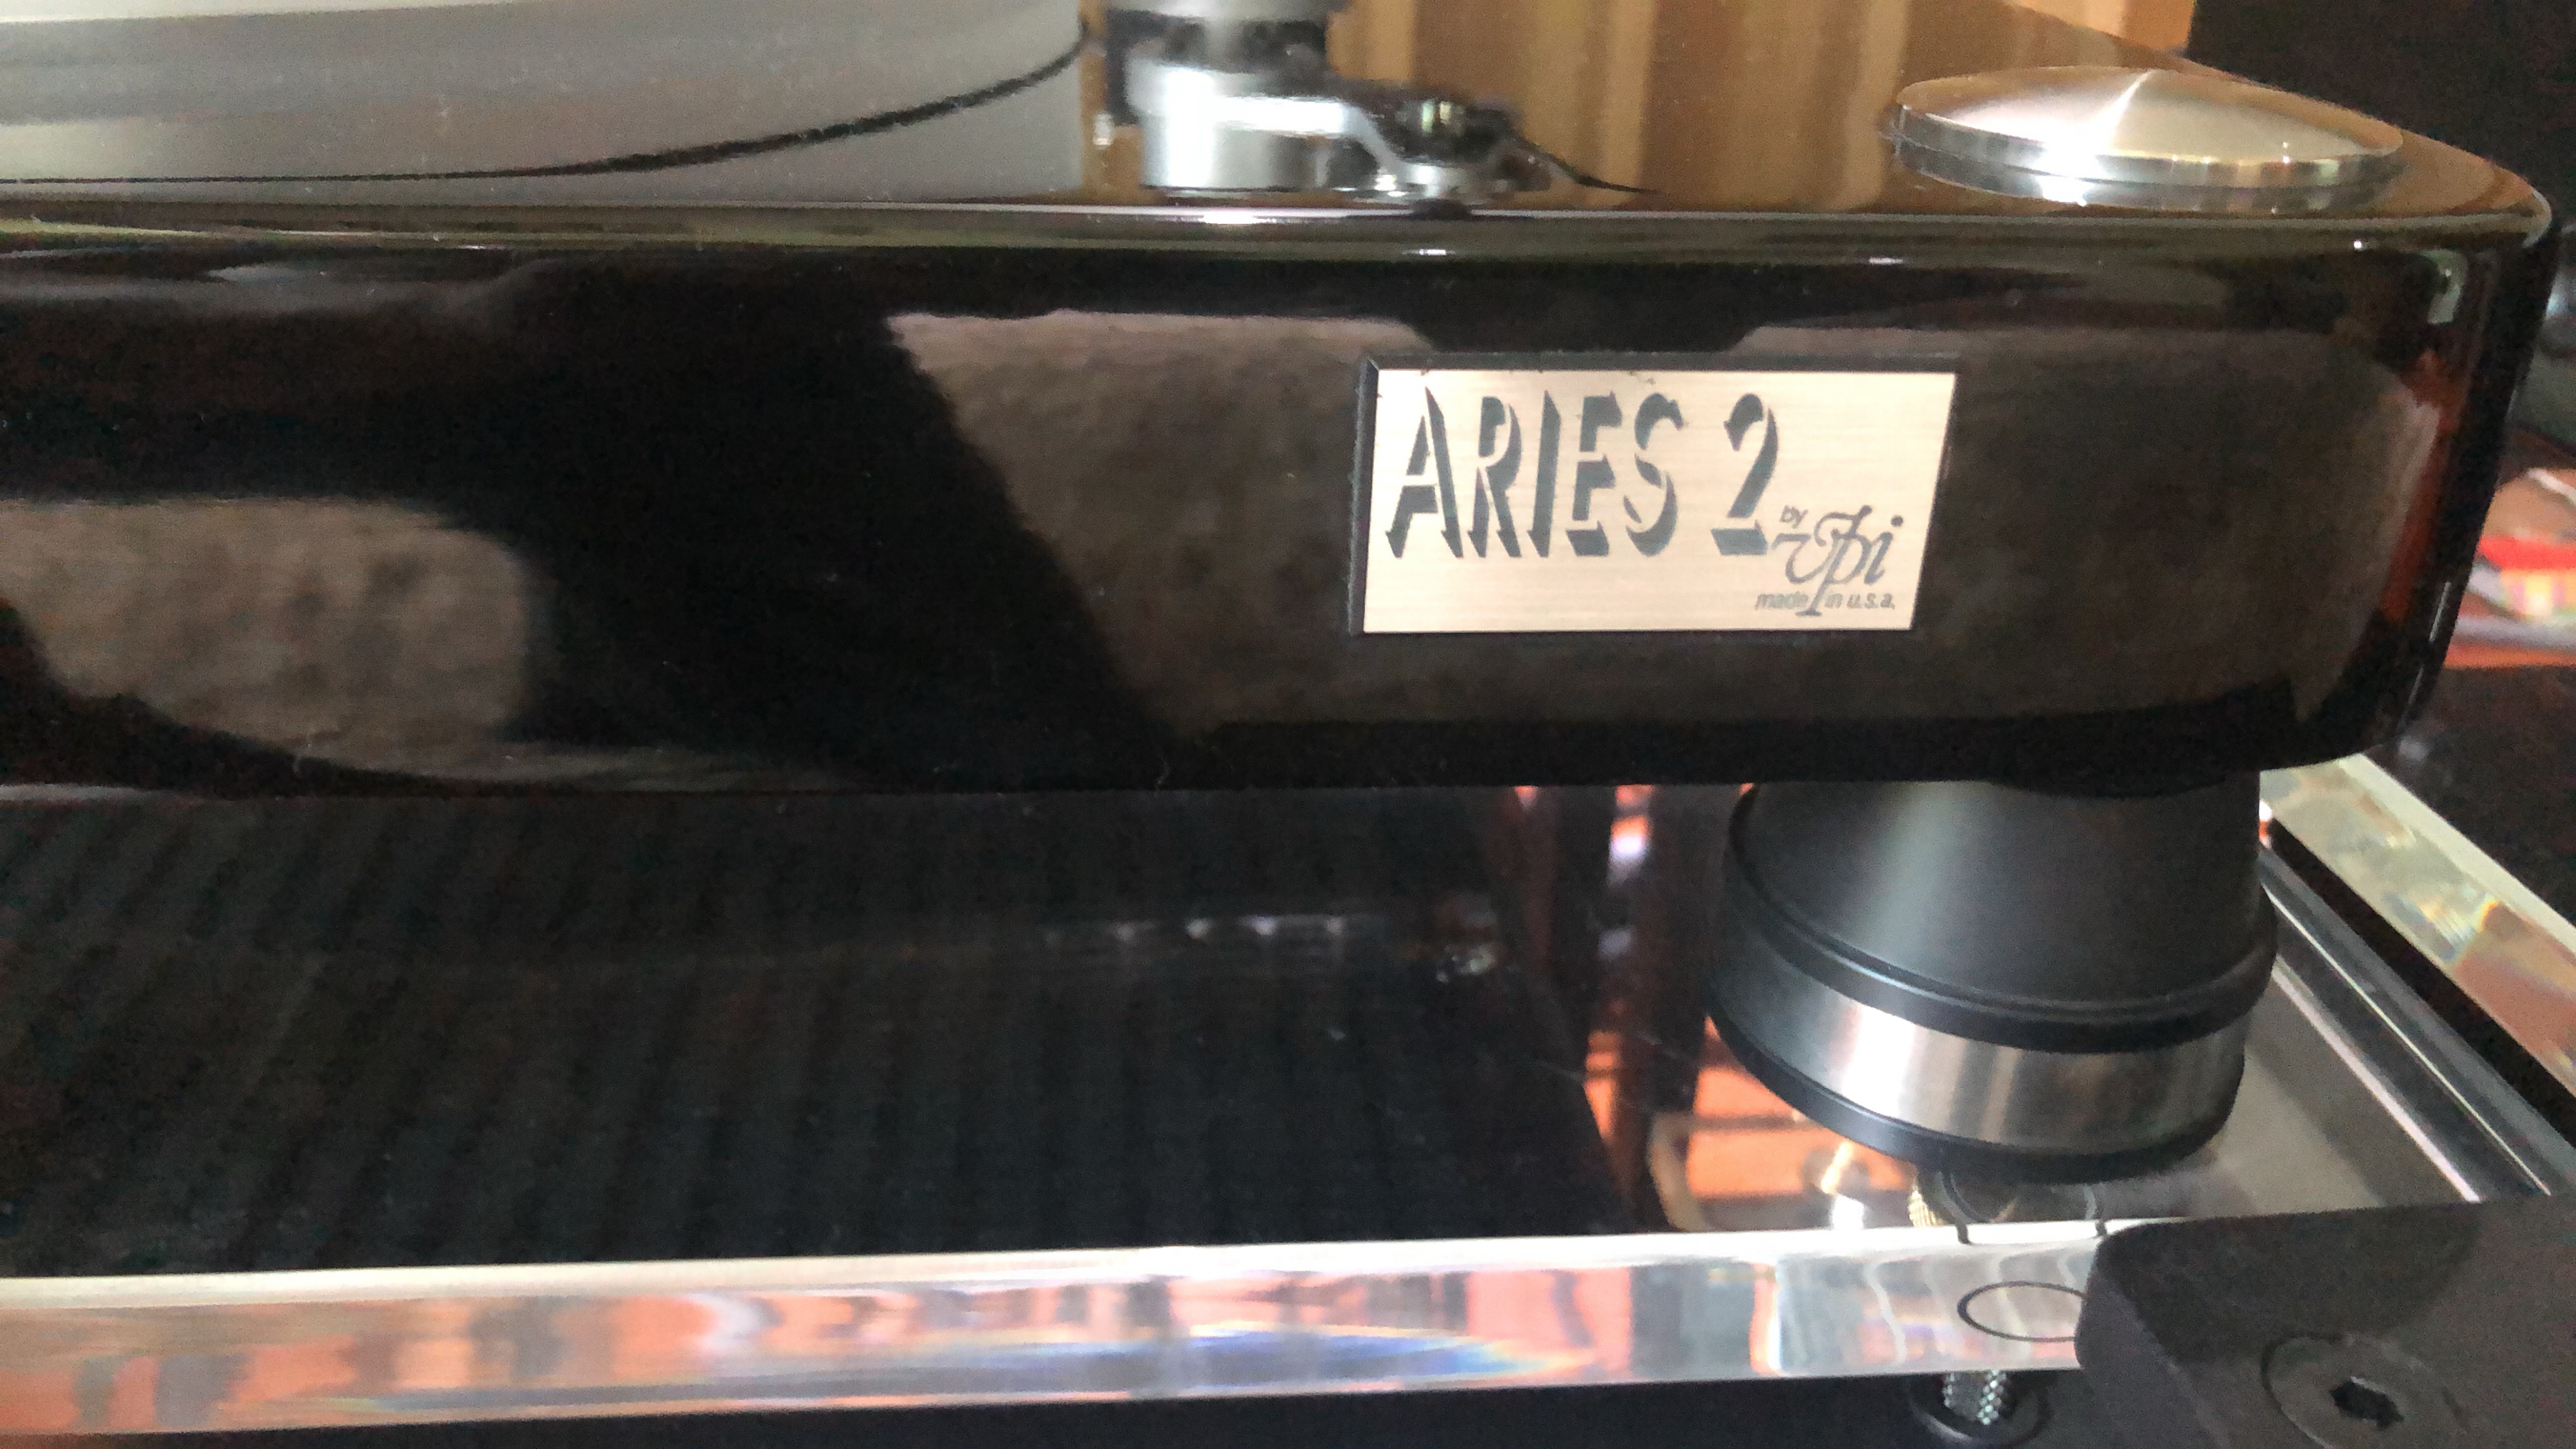 ARIES 2
by
vpi
made in u.s.a.